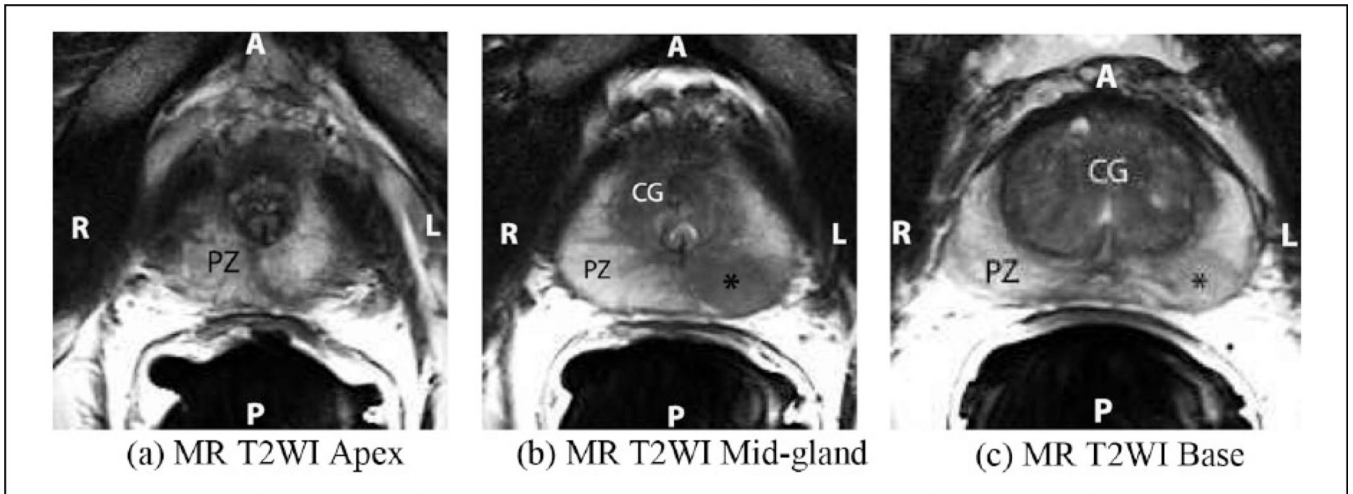 A
R
L
PZ
P
(a) MR T2WI Apex
A
CG
R
L
PZ
*
P
(b) MR T2WI Mid-gland
A
CG
R
L
PZ
*
P
(c) MR T2WI Base